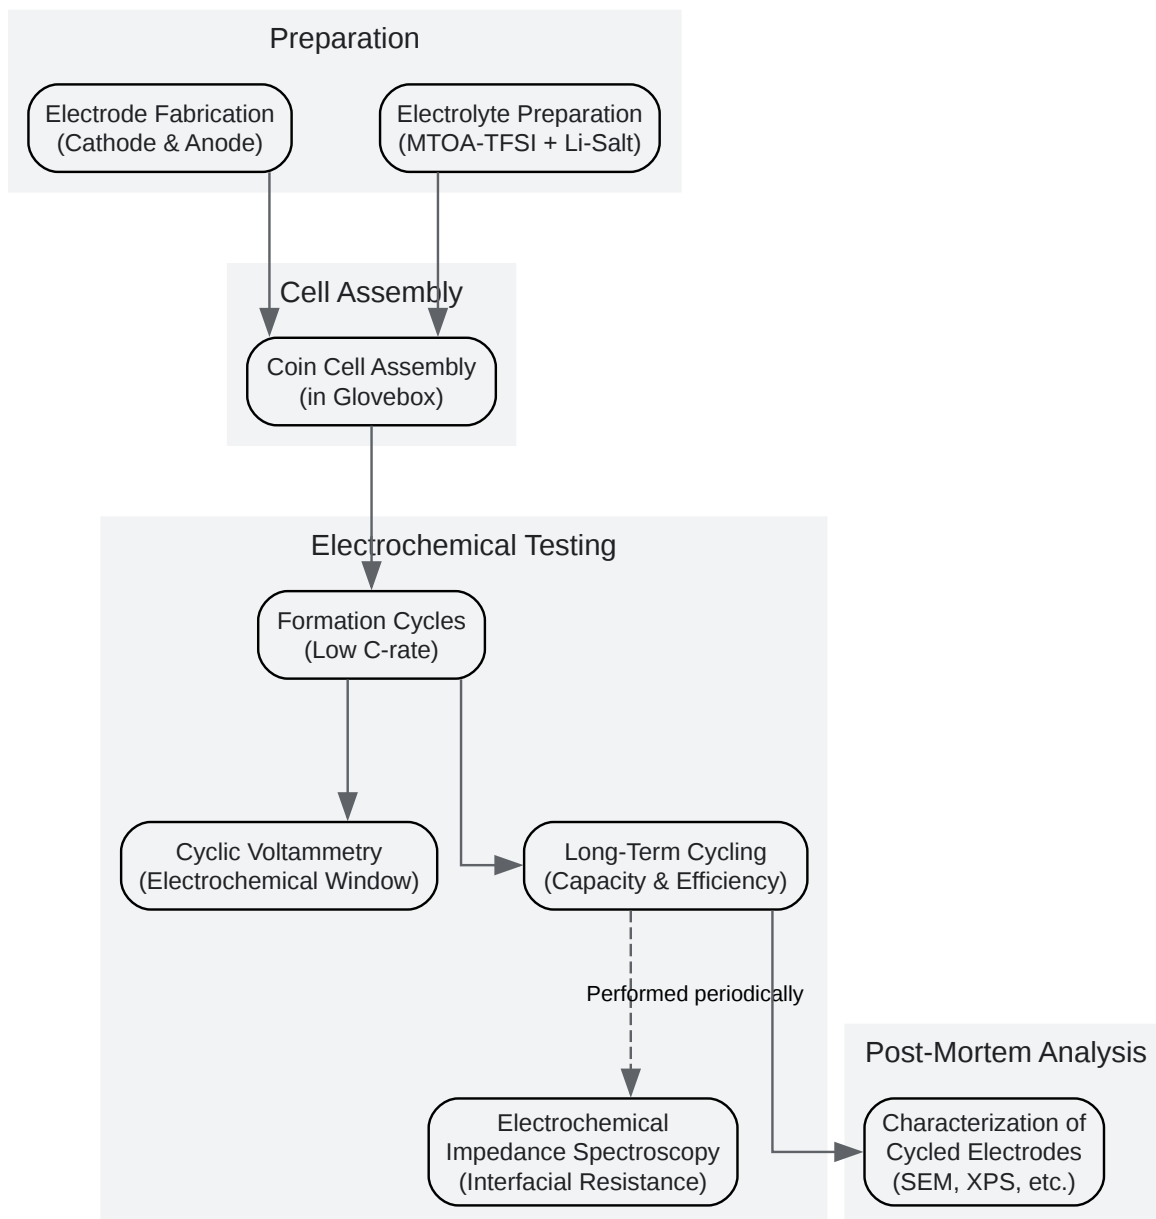 Preparation
Electrode Fabrication
(Cathode & Anode)
Electrolyte Preparation
(MTOA-TFSI + Li-Salt)
Cell Assembly
Coin Cell Assembly
(in Glovebox)
Electrochemical Testing
Formation Cycles
(Low C-rate)
Cyclic Voltammetry
(Electrochemical Window)
Long-Term Cycling
(Capacity & Efficiency)
Performed periodically
Electrochemical
Impedance Spectroscopy
(Interfacial Resistance)
Post-Mortem Analysis
Characterization of
Cycled Electrodes
(SEM, XPS, etc.)